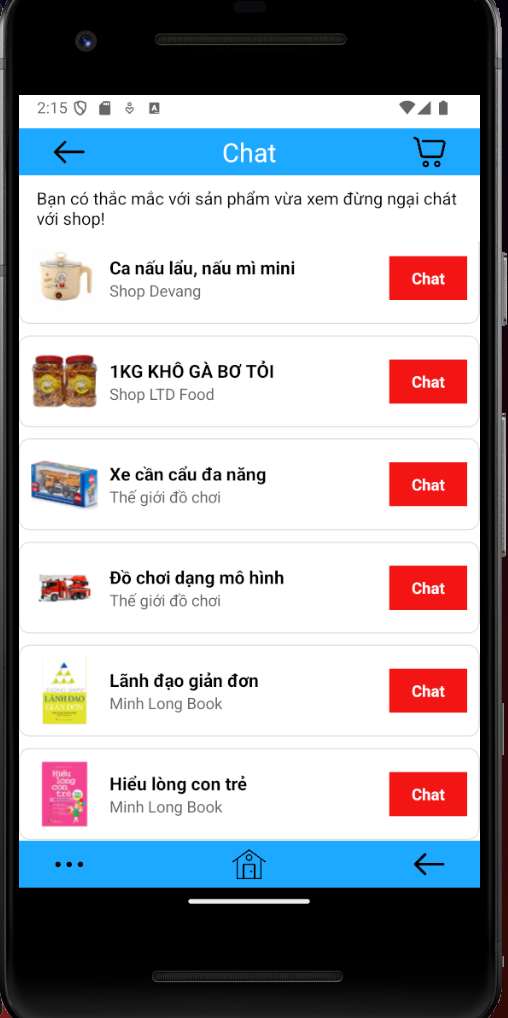 2:15
Chat
Bạn có thắc mắc với sản phẩm vừa xem đừng ngại chát
với shop!
Ca nấu lẩu, nấu mì mini
Shop Devang
Chat
1KG KHÔ GÀ BƠ TỎI
Shop LTD Food
Chat
Xe cần cẩu đa năng
Thế giới đồ chơi
Chat
Đồ chơi dạng mô hình
Thế giới đồ chơi
Chat
LÃNH ĐẠO
GIẢN ĐƠN
Lãnh đạo giản đơn
Minh Long Book
Chat
Hiểu
lòng
con trẻ
Hiểu lòng con trẻ
Minh Long Book
Chat